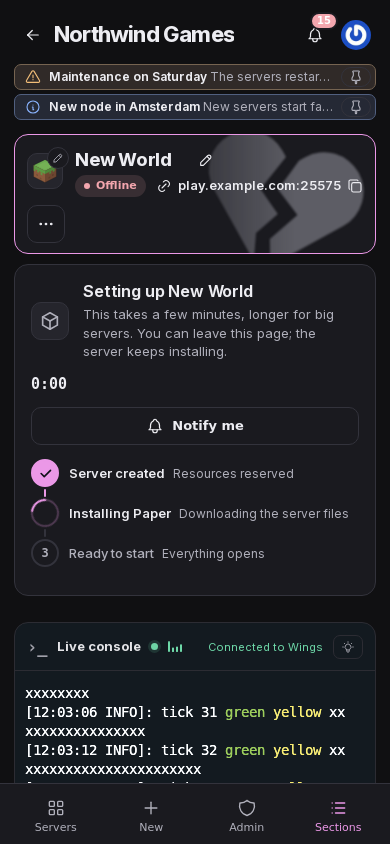 Northwind Games
15
Maintenance on Saturday The servers restar...
New node in Amsterdam New servers start fa...
New World
Offline
play.example.com:25575
Setting up New World
This takes a few minutes, longer for big
servers. You can leave this page; the
server keeps installing.
0:00
Notify me
Server created Resources reserved
Installing Paper Downloading the server files
3 Ready to start Everything opens
Live console
Connected to Wings
xxxxxxxx
[12:03:06 INFO]: tick 31 green yellow xx
xxxxxxxxxxxxxxx
[12:03:12 INFO]: tick 32 green yellow xx
xxxxxxxxxxxxxxxxxxxxxx
Servers
New
Admin
Sections